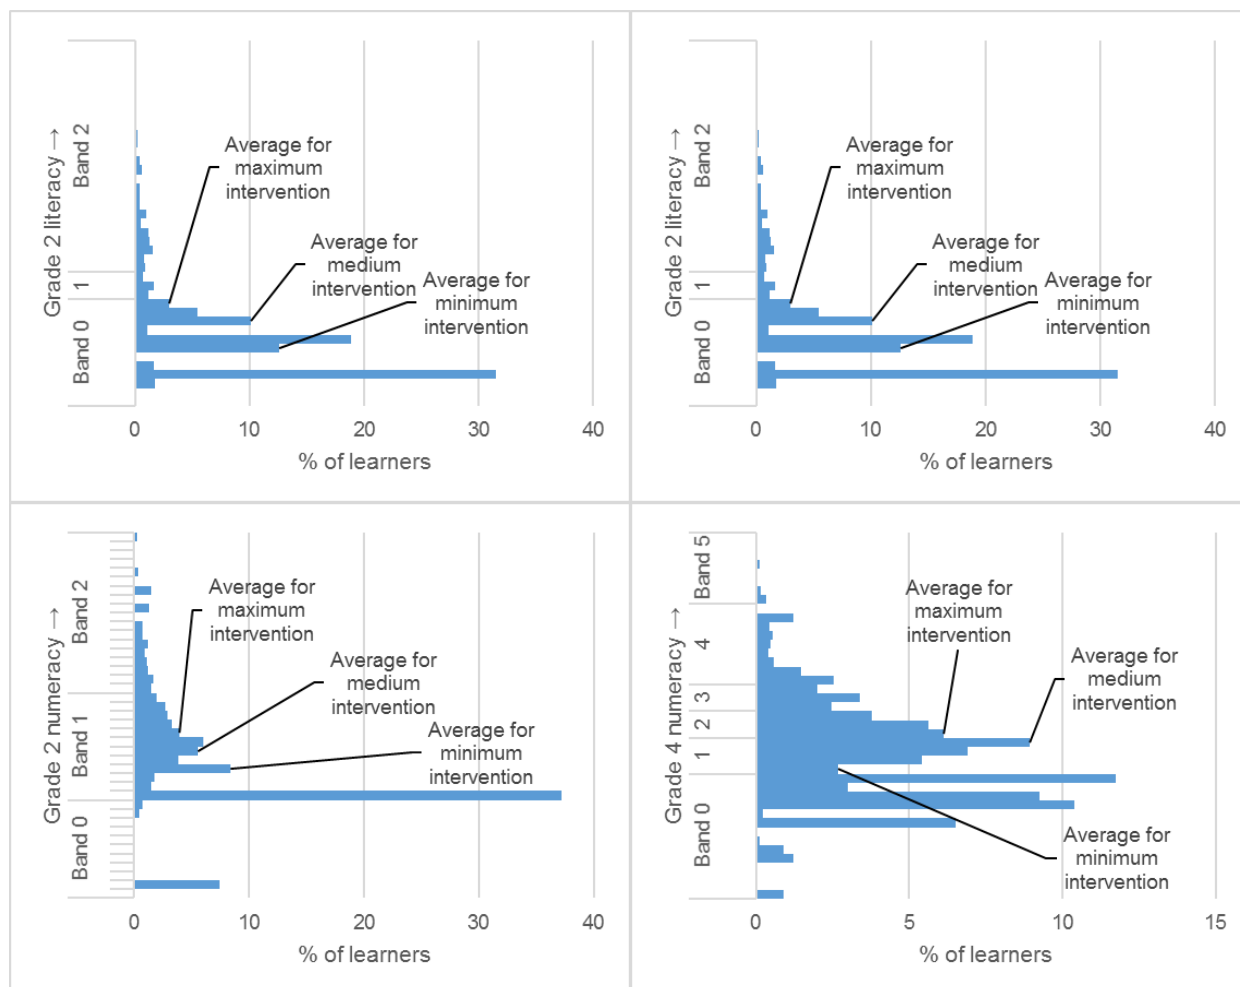 Grade 2 literacy →
Band 2
1
Band 0
Average for
maximum
intervention
Average for
medium
intervention
Average for
minimum
intervention
0 10 20 30 40
% of learners
Grade 2 literacy →
Band 2
1
Band 0
Average for
maximum
intervention
Average for
medium
intervention
Average for
minimum
intervention
0 10 20 30 40
% of learners
Grade 2 numeracy →
Band 2
Band 1
Band 0
Average for
maximum
intervention
Average for
medium
intervention
Average for
minimum
intervention
0 10 20 30 40
% of learners
Grade 4 numeracy →
Band 5
4
3
2
1
Band 0
Average for
maximum
intervention
Average for
medium
intervention
Average for
minimum
intervention
0 5 10 15
% of learners